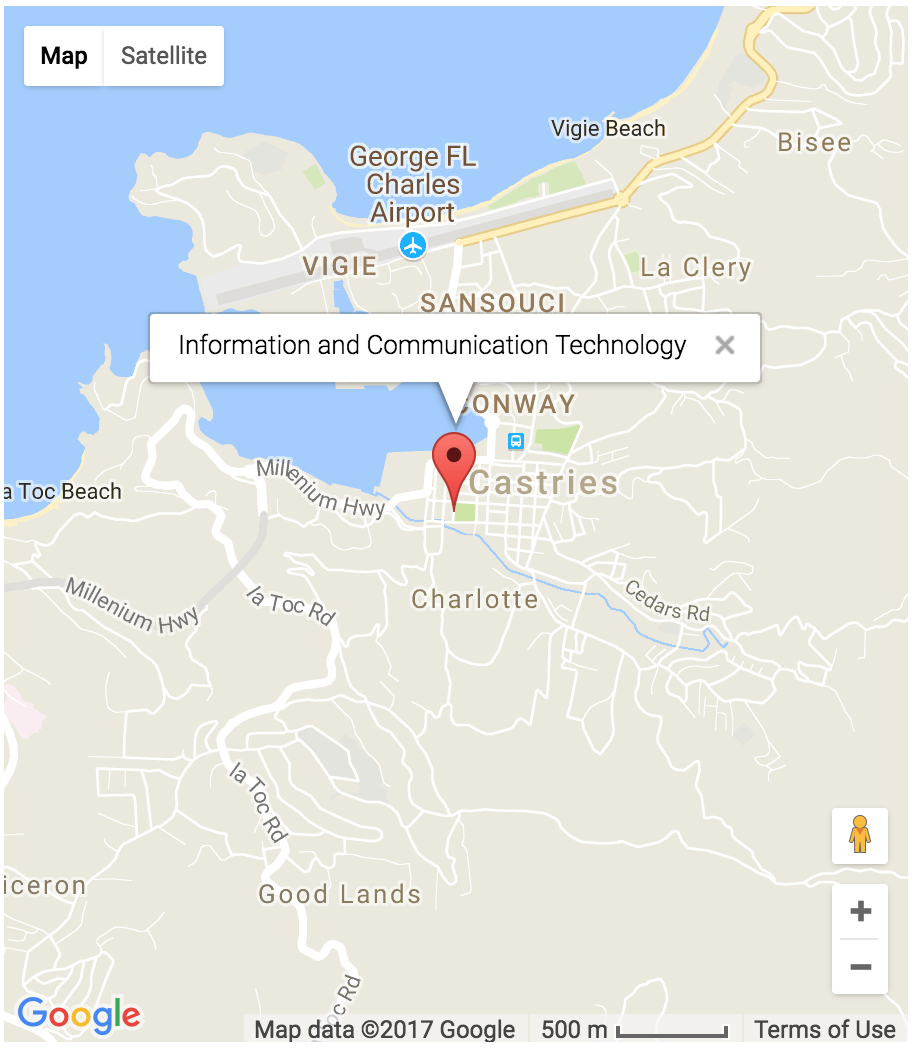 Map
Satellite
Vigie Beach
Bisee
George FL
Charles
Airport
VIGIE
La Clery
SANSOUCI
Information and Communication Technology
CONWAY
Castries
a Toc Beach
Millenium Hwy
Millenium Hwy
la Toc Rd
Charlotte
Cedars Rd
la Toc Rd
iceron
Good Lands
oc Rd
Google
Map data ©2017 Google
500 m
Terms of Use